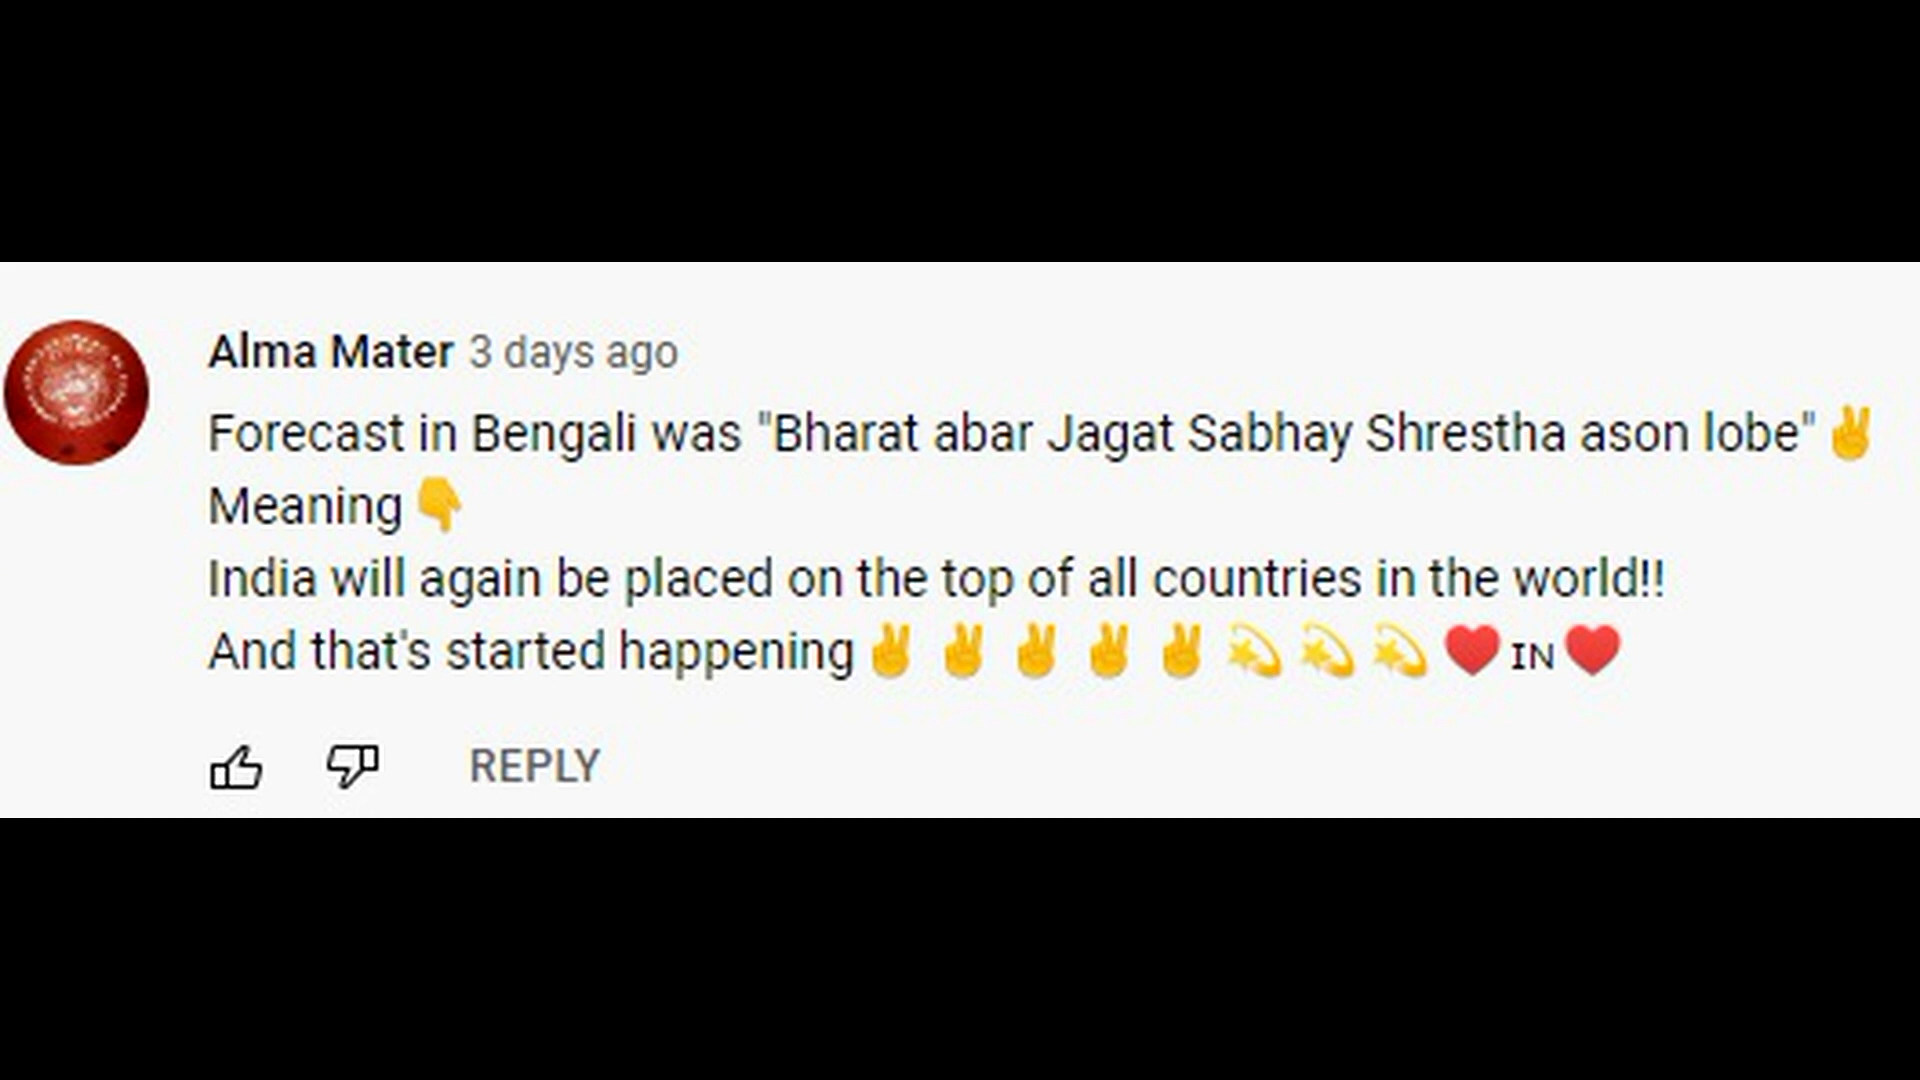 Alma Mater 3 days ago
Forecast in Bengali was "Bharat abar Jagat Sabhay Shrestha ason lobe"✌
Meaning👇
India will again be placed on the top of all countries in the world!!
And that's started happening✌✌✌✌✌💫💫💫❤️IN❤️
REPLY